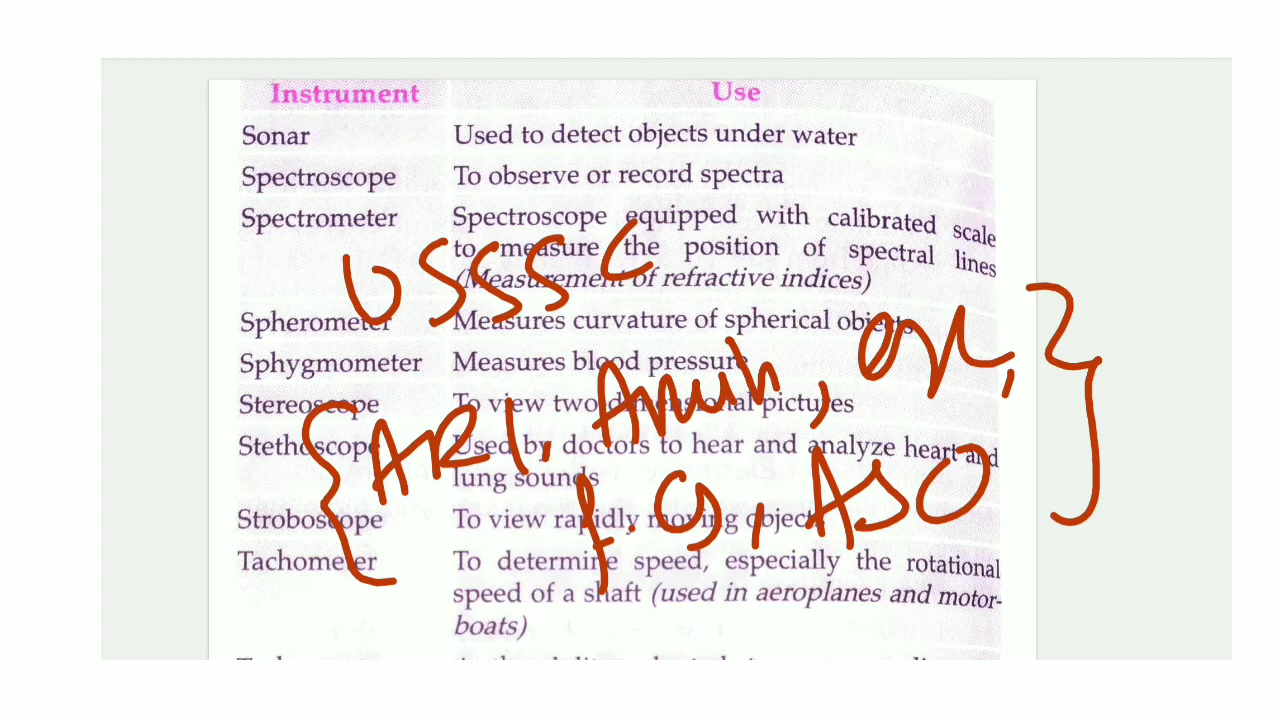 Instrument Use
Sonar Used to detect objects under water
Spectroscope To observe or record spectra
Spectrometer Spectroscope equipped with calibrated scale
to measure the position of spectral lines
(Measurement of refractive indices)
OSSSC
Spherometer Measures curvature of spherical objects
Sphygmometer Measures blood pressure
Stereoscope To view two-dimensional pictures
{ARI, Amin, }
Stethoscope Used by doctors to hear and analyze heart and
lung sounds
ASO
Stroboscope To view rapidly moving objects
Tachometer To determine speed, especially the rotational
speed of a shaft (used in aeroplanes and motor-
boats)